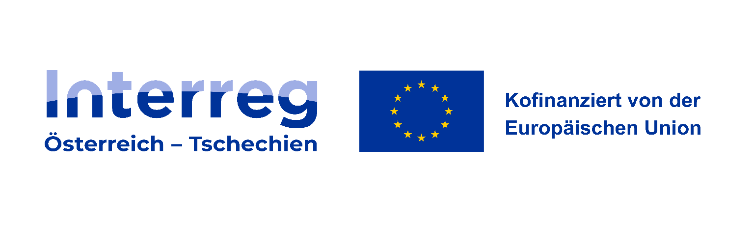 Interreg
Österreich – Tschechien
Kofinanziert von der
Europäischen Union